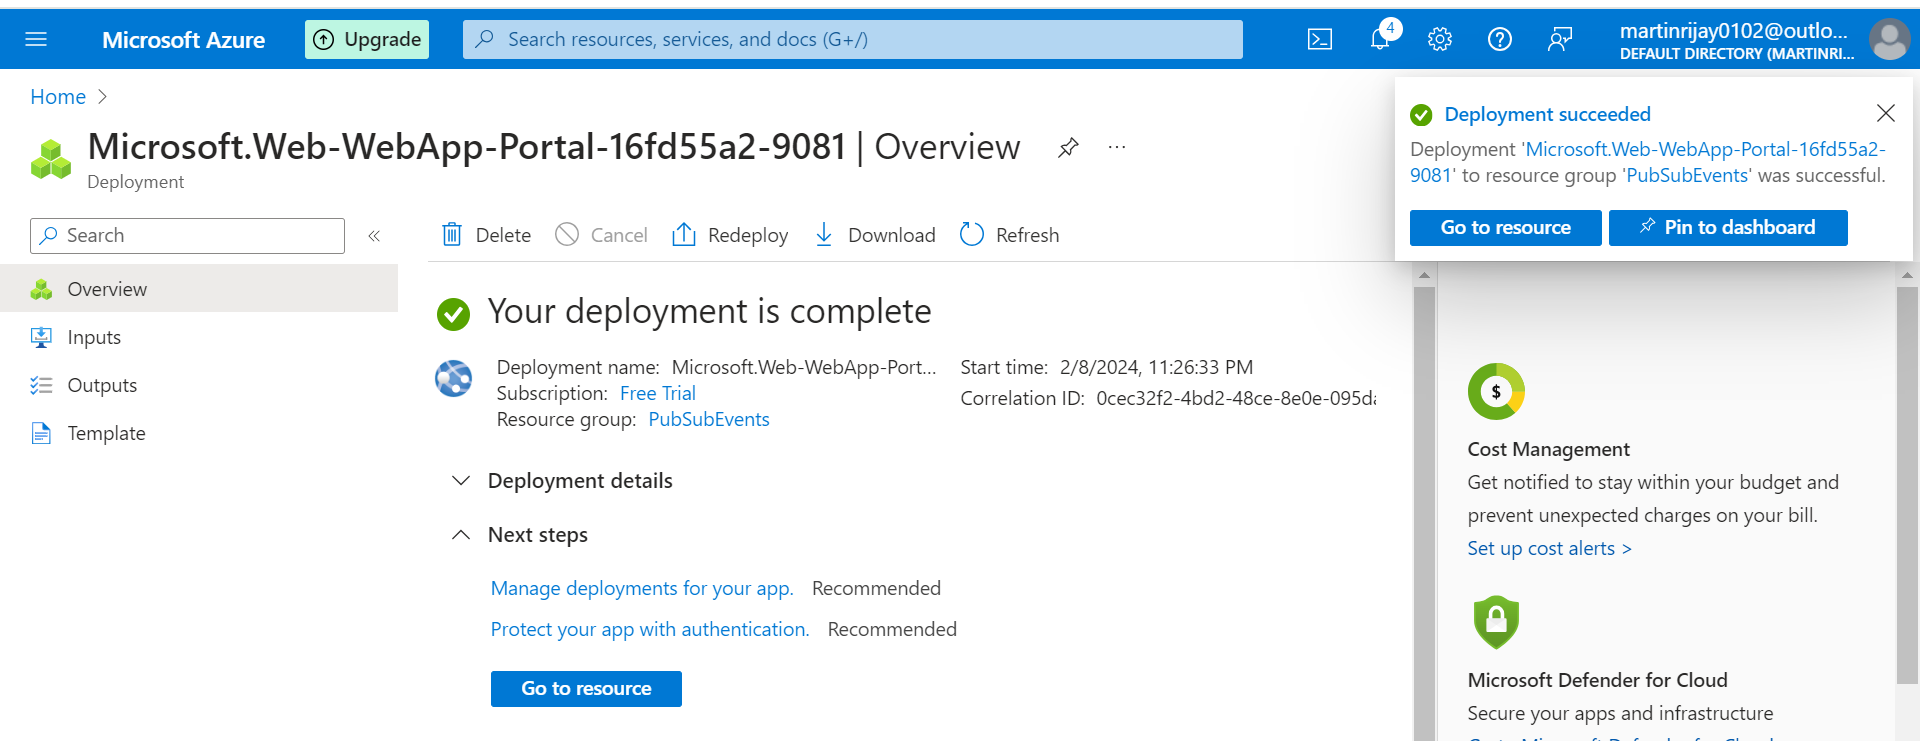 Microsoft Azure
Upgrade
Search resources, services, and docs (G+/)
4
martinrijay0102@outlo...
DEFAULT DIRECTORY (MARTINRI...
Home
Microsoft.Web-WebApp-Portal-16fd55a2-9081 | Overview
...
Deployment
Deployment succeeded
Deployment 'Microsoft.Web-WebApp-Portal-16fd55a2-
9081' to resource group 'PubSubEvents' was successful.
Go to resource
Pin to dashboard
Search
«
Overview
Inputs
Outputs
Template
Delete
Cancel
Redeploy
Download
Refresh
Your deployment is complete
Deployment name: Microsoft.Web-WebApp-Port...
Subscription: Free Trial
Resource group: PubSubEvents
Start time: 2/8/2024, 11:26:33 PM
Correlation ID: 0cec32f2-4bd2-48ce-8e0e-095d
Deployment details
Next steps
Manage deployments for your app. Recommended
Protect your app with authentication. Recommended
Go to resource
$
Cost Management
Get notified to stay within your budget and
prevent unexpected charges on your bill.
Set up cost alerts >
Microsoft Defender for Cloud
Secure your apps and infrastructure